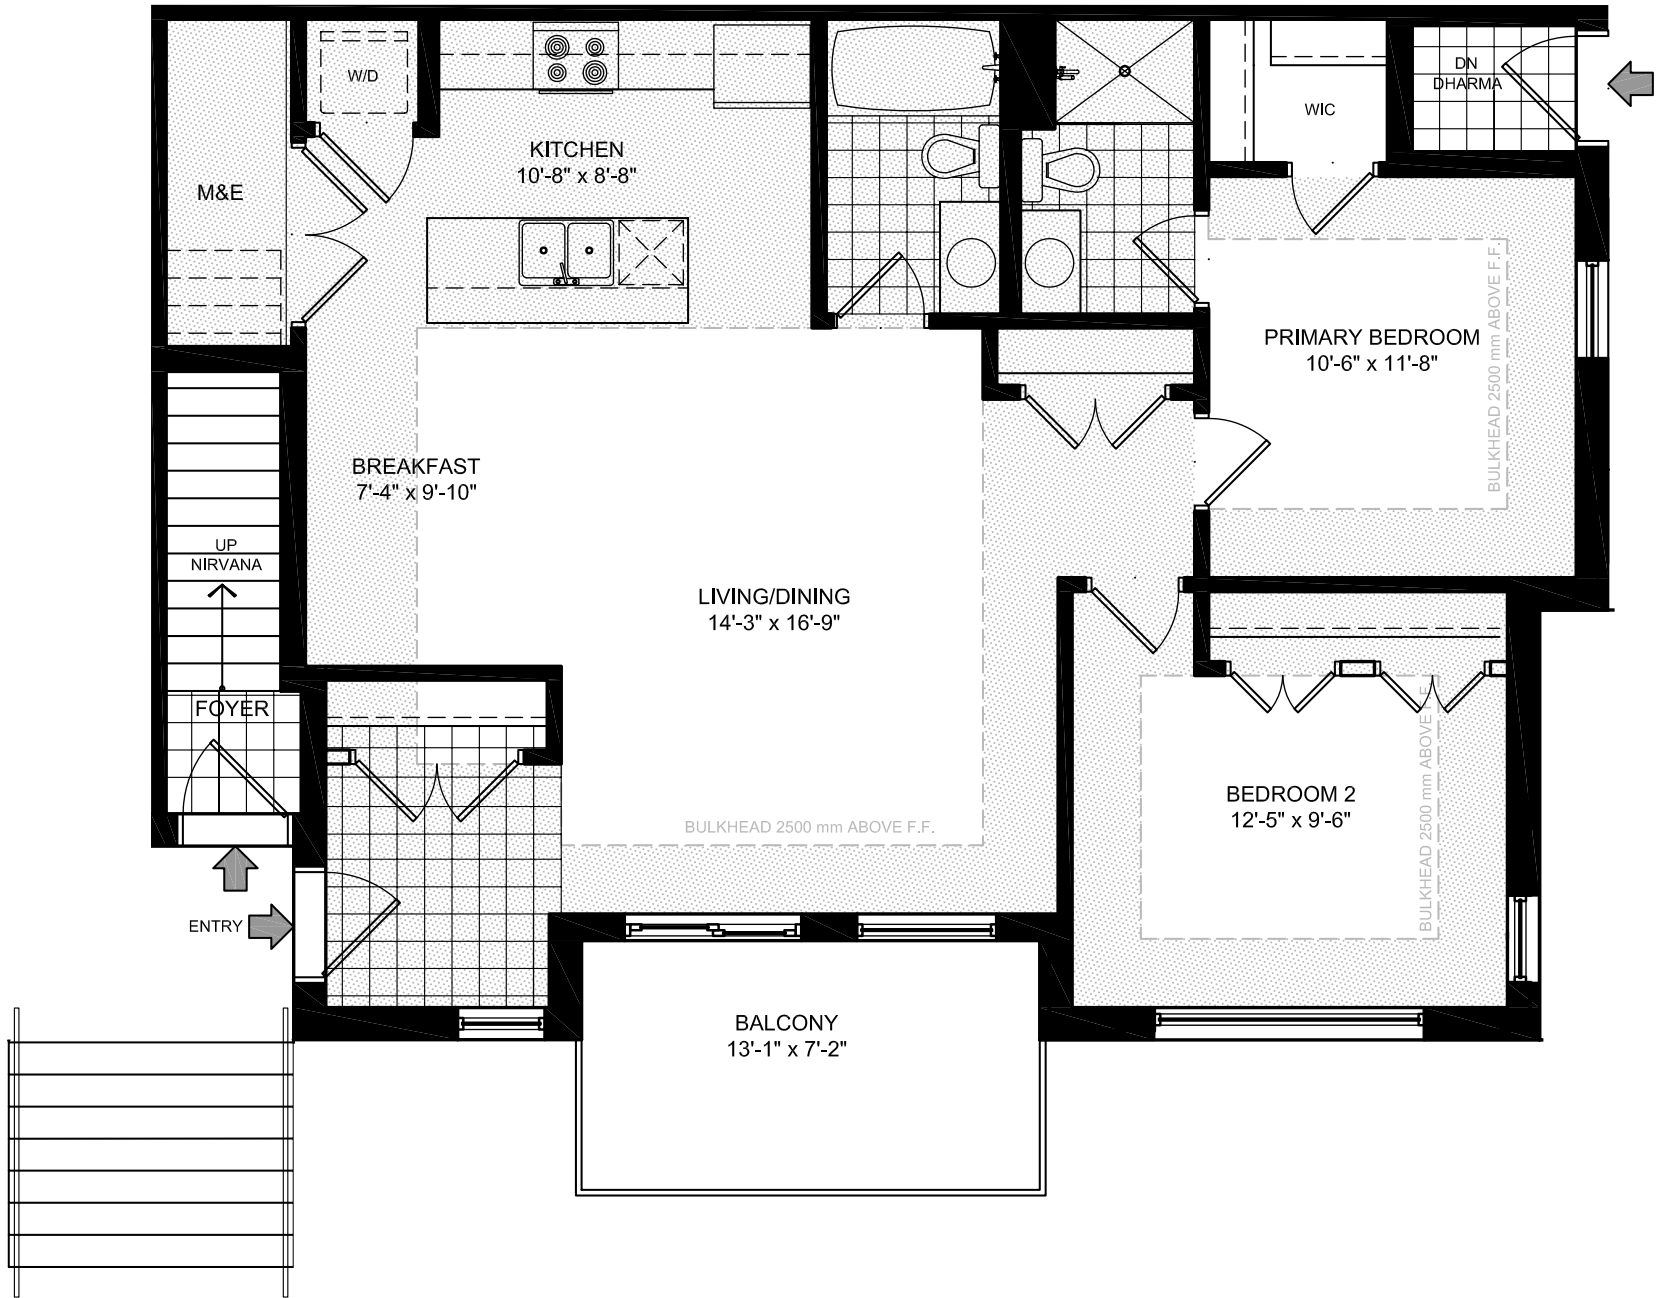 W/D
DN
DHARMA
WIC
KITCHEN
10'-8" x 8'-8"
M&E
PRIMARY BEDROOM
10'-6" x 11'-8"
BULKHEAD 2500 mm ABOVE F.F.
BREAKFAST
7'-4" x 9'-10"
UP
NIRVANA
LIVING/DINING
14'-3" x 16'-9"
FOYER
BEDROOM 2
12'-5" x 9'-6"
BULKHEAD 2500 mm ABOVE F.F.
BULKHEAD 2500 mm ABOVE F.F.
ENTRY
BALCONY
13'-1" x 7'-2"